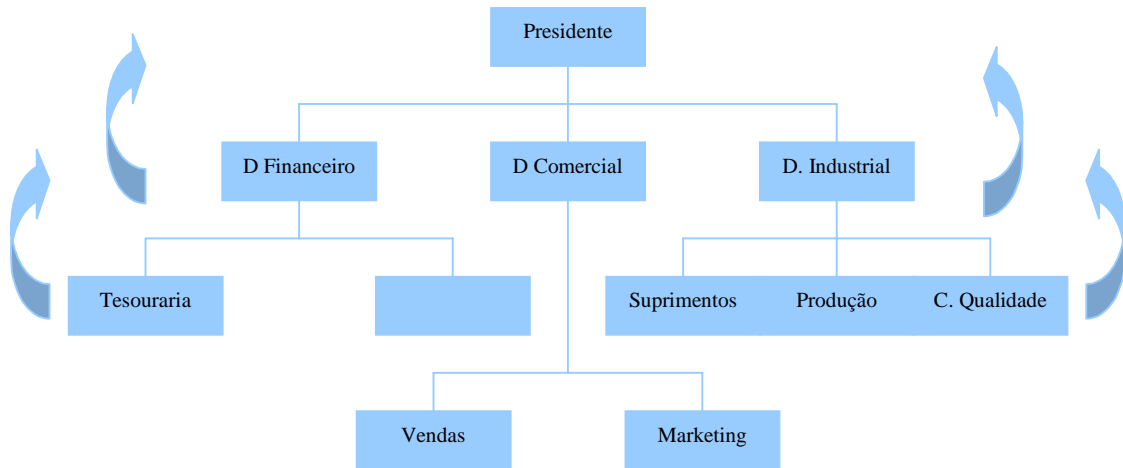 Presidente
D Financeiro
D Comercial
D. Industrial
Tesouraria
Suprimentos
Produção
C. Qualidade
Vendas
Marketing